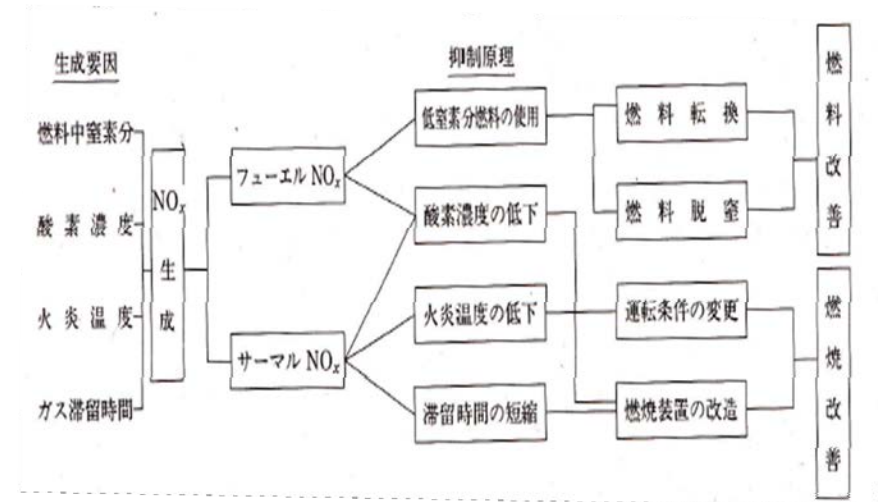 生成要因
燃料中窒素分
酸素濃度
火炎温度
ガス滞留時間
NOx生成
フューエルNOx
サーマルNOx
抑制原理
低窒素分燃料の使用
酸素濃度の低下
火炎温度の低下
滞留時間の短縮
燃料転換
燃料脱窒
運転条件の変更
燃焼装置の改造
燃料改善
燃焼改善